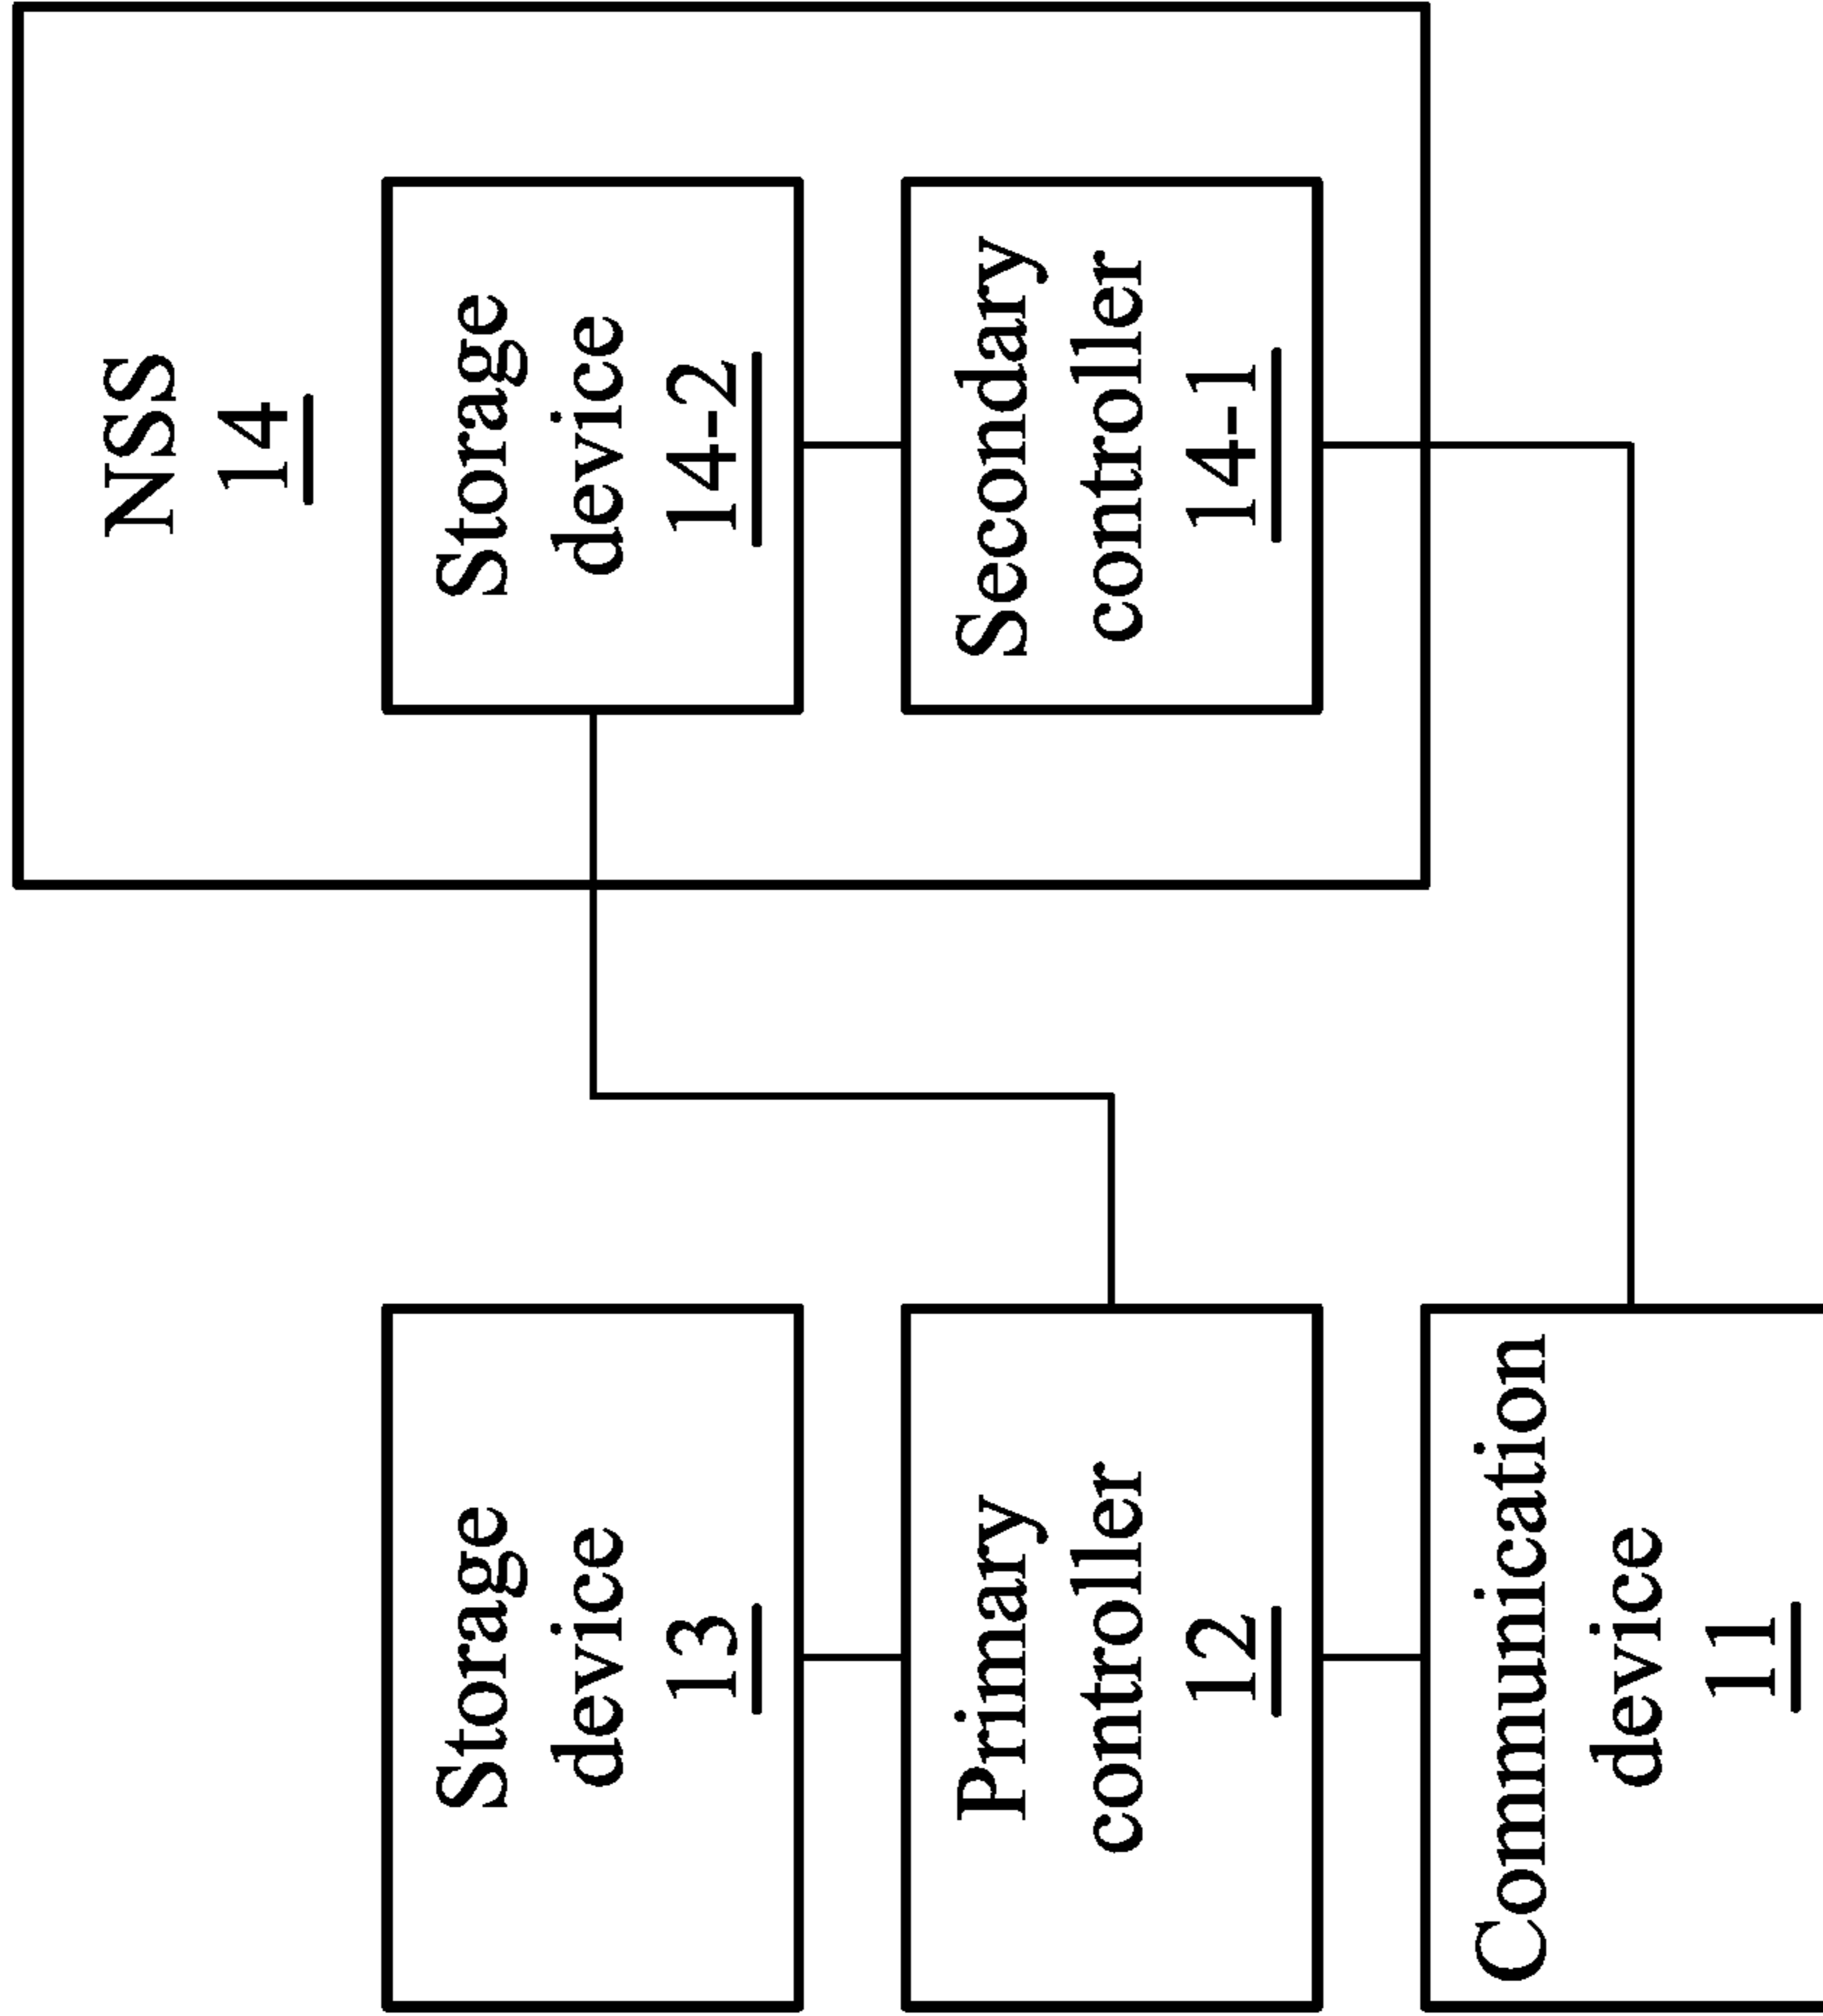 NSS
14
Storage
device
14-2
Secondary
controller
14-1
Storage
device
13
Primary
controller
12
Communication
device
11